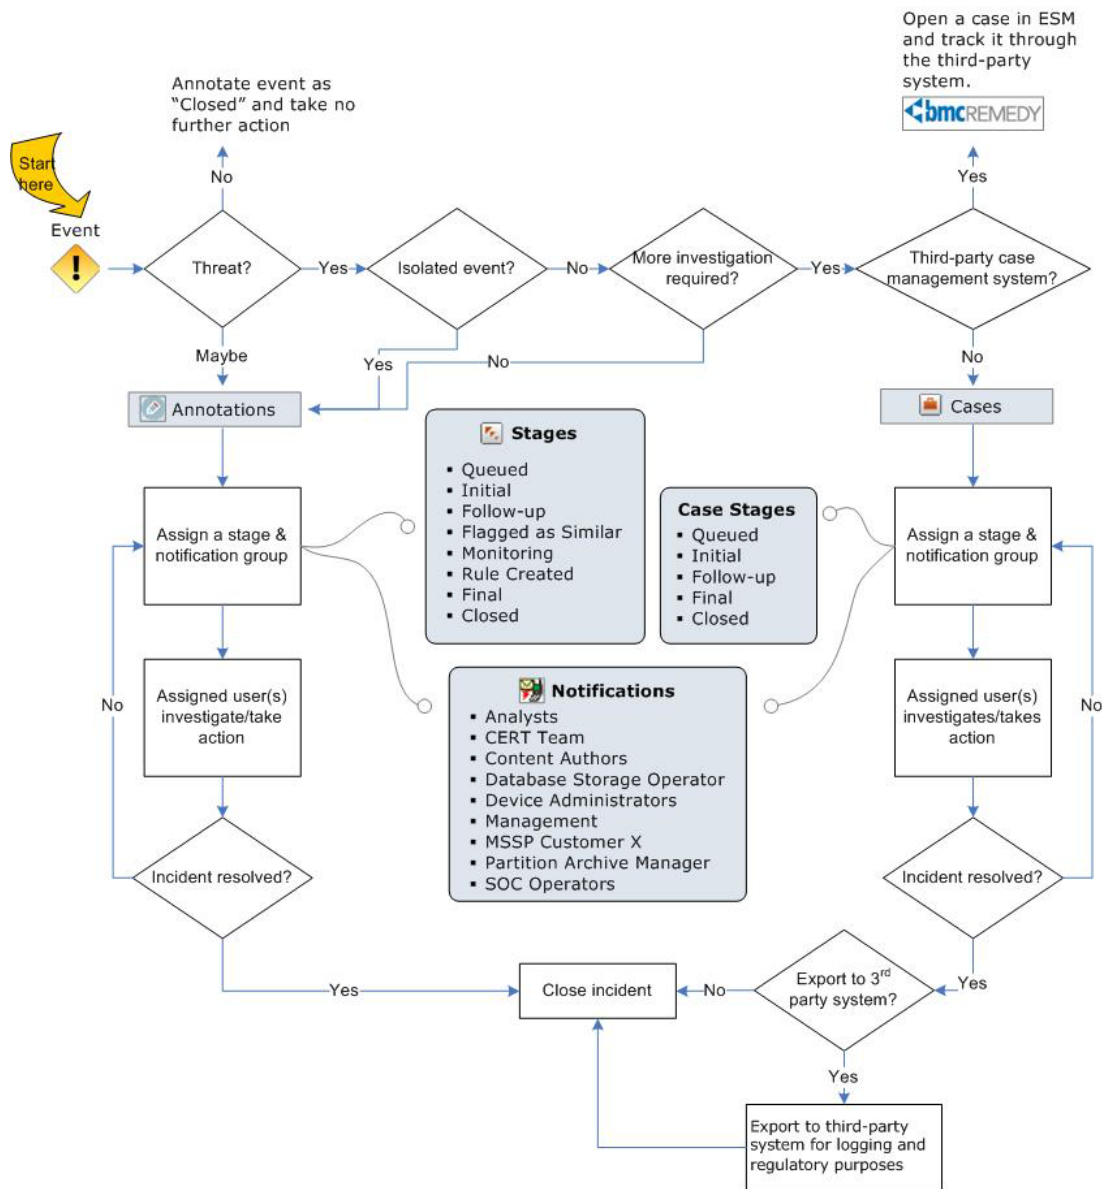 Open a case in ESM
and track it through
the third-party
system.
bmcREMEDY
Annotate event as
“Closed” and take no
further action
Start
here
Event
No
Yes
Threat?
Yes
Isolated event?
No
More investigation
required?
Yes
Third-party case
management system?
Maybe
Yes
No
No
Annotations
Cases
Stages
▪ Queued
▪ Initial
▪ Follow-up
▪ Flagged as Similar
▪ Monitoring
▪ Rule Created
▪ Final
▪ Closed
Case Stages
▪ Queued
▪ Initial
▪ Follow-up
▪ Final
▪ Closed
Assign a stage &
notification group
Assign a stage &
notification group
Assigned user(s)
investigate/take
action
No
Notifications
▪ Analysts
▪ CERT Team
▪ Content Authors
▪ Database Storage Operator
▪ Device Administrators
▪ Management
▪ MSSP Customer X
▪ Partition Archive Manager
▪ SOC Operators
Assigned user(s)
investigates/takes
action
No
Incident resolved?
Incident resolved?
Yes
Close incident
No
Export to 3rd
party system?
Yes
Yes
Export to third-party
system for logging and
regulatory purposes